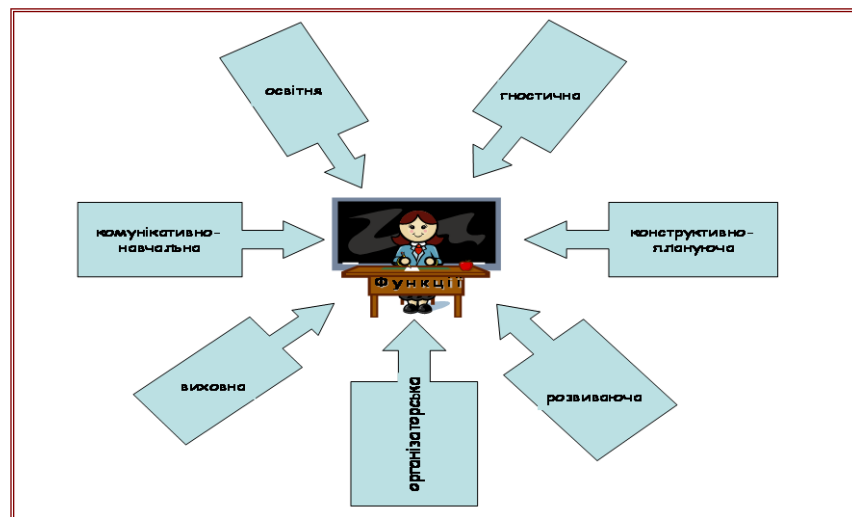 освітня
гностична
комунікативно-
навчальна
конструктивно-
плануюча
Функції
виховна
організаторська
розвиваюча